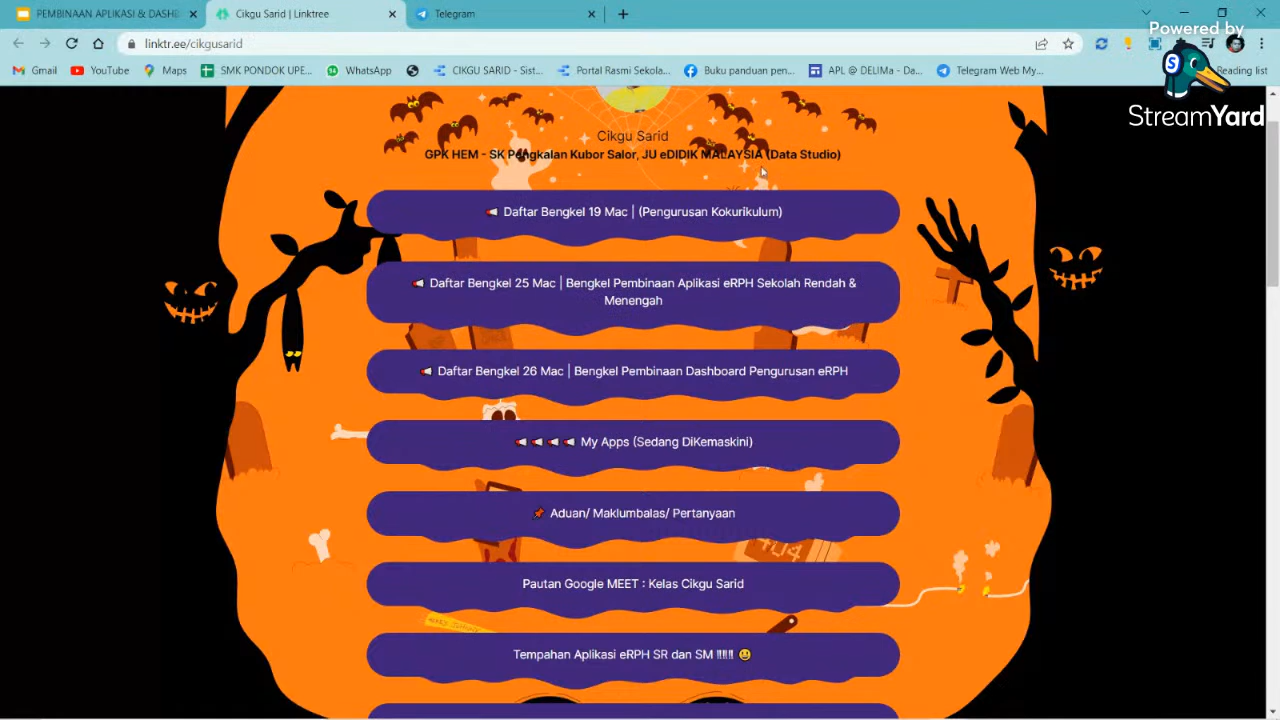 PEMBINAAN APLIKASI & DASHB
Cikgu Sarid | Linktree
Telegram
Powered by
linktr.ee/cikgusarid
Gmail
YouTube
Maps
SMK PONDOK UPE...
WhatsApp
CIKGU SARID - Sist...
Portal Rasmi Sekola...
Buku panduan pen...
APL @ DELIMa - Da...
Telegram Web My...
Reading list
StreamYard
Cikgu Sarid
GPK HEM - SK Pengkalan Kubor Salor, JU eDIDIK MALAYSIA (Data Studio)
Daftar Bengkel 19 Mac | (Pengurusan Kokurikulum)
Daftar Bengkel 25 Mac | Bengkel Pembinaan Aplikasi eRPH Sekolah Rendah &
Menengah
Daftar Bengkel 26 Mac | Bengkel Pembinaan Dashboard Pengurusan eRPH
My Apps (Sedang DiKemaskini)
Aduan/ Maklumbalas/ Pertanyaan
404
Pautan Google MEET : Kelas Cikgu Sarid
Tempahan Aplikasi eRPH SR dan SM !!!!!! 😀